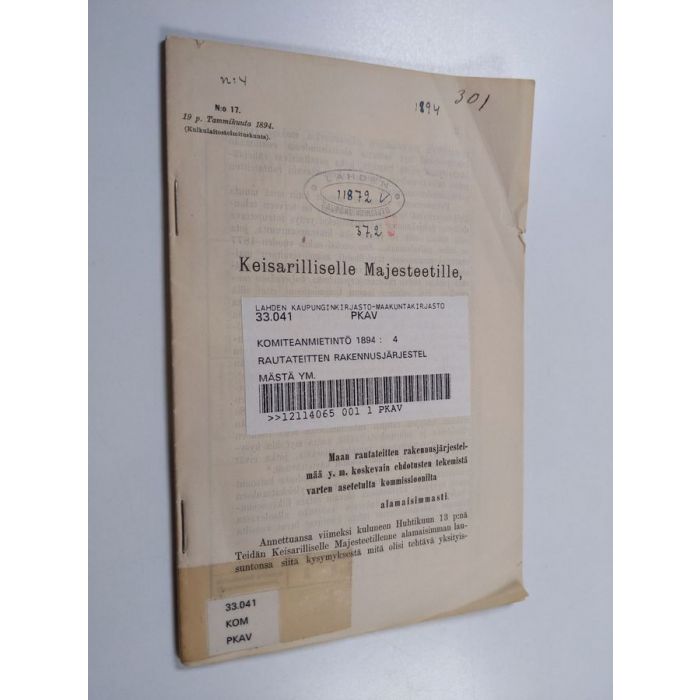 n:4
1894
301
N:o 17.
19 p. Tammikuuta 1894.
(Kulkulaitostoimituskunta).
LAHDEN
11872 V
KAUPUNGINKIRJASTO
37,2
Keisarilliselle Majesteetille,
LAHDEN KAUPUNGINKIRJASTO-MAAKUNTAKIRJASTO
33.041 PKAV
KOMITEANMIETINTÖ 1894 : 4
RAUTATEITTEN RAKENNUSJÄRJESTEL
MÄSTÄ YM.
>>12114065 001 1 PKAV
Maan rautateitten rakennusjärjestel-
mää y. m. koskevain ehdotusten tekemistä
varten asetetulta kommissioonilta
alamaisimmasti.
Annettuansa viimeksi kuluneen Huhtikuun 13 p:nä
Teidän Keisarilliselle Majesteetillenne alamaisimman lau-
suntonsa siitä kysymyksestä mitä olisi tehtävä yksityis-
33.041
KOM
PKAV